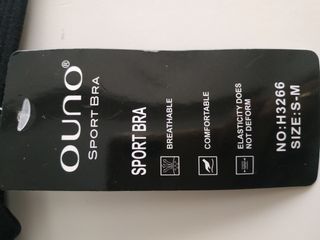 OUNO
SPORT BRA
SPORT BRA
BREATHABLE
COMFORTABLE
ELASTICITY DOES
NOT DEFORM
NO:H3266
SIZE:S-M